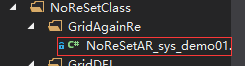 NoReSetClass
GridAgainRe
C# NoReSetAR_sys_demo01.
GridDEL